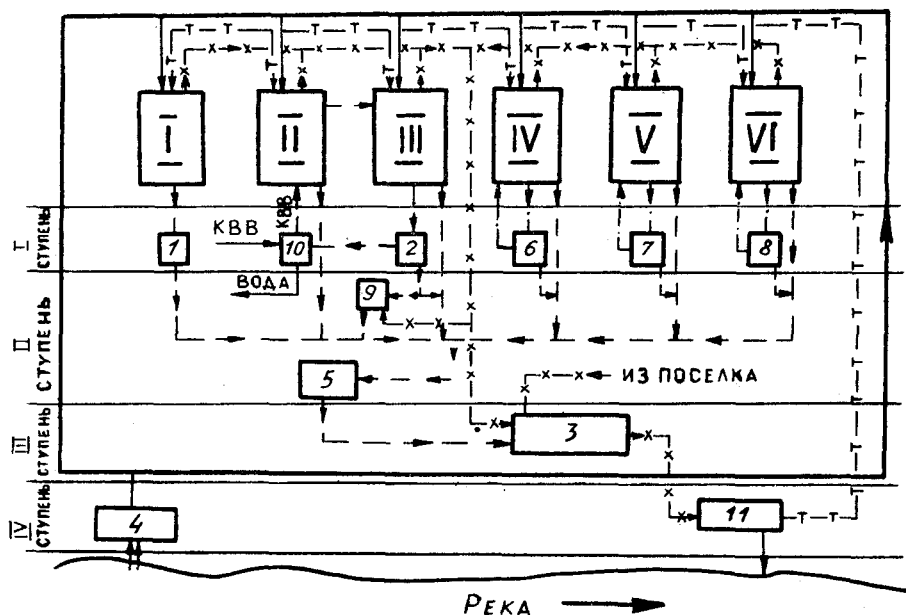 Т Т Т Т Т Т Т Т Т Т
х х х х х х х х х х х х
Т Т Т Т Т Т
I II III IV V VI
I СТУПЕНЬ
КВВ
КВВ
1 10 2 6 7 8
ВОДА
9
II СТУПЕНЬ
5
ИЗ ПОСЕЛКА
III СТУПЕНЬ
3
IV СТУПЕНЬ
4
11
Т Т
РЕКА